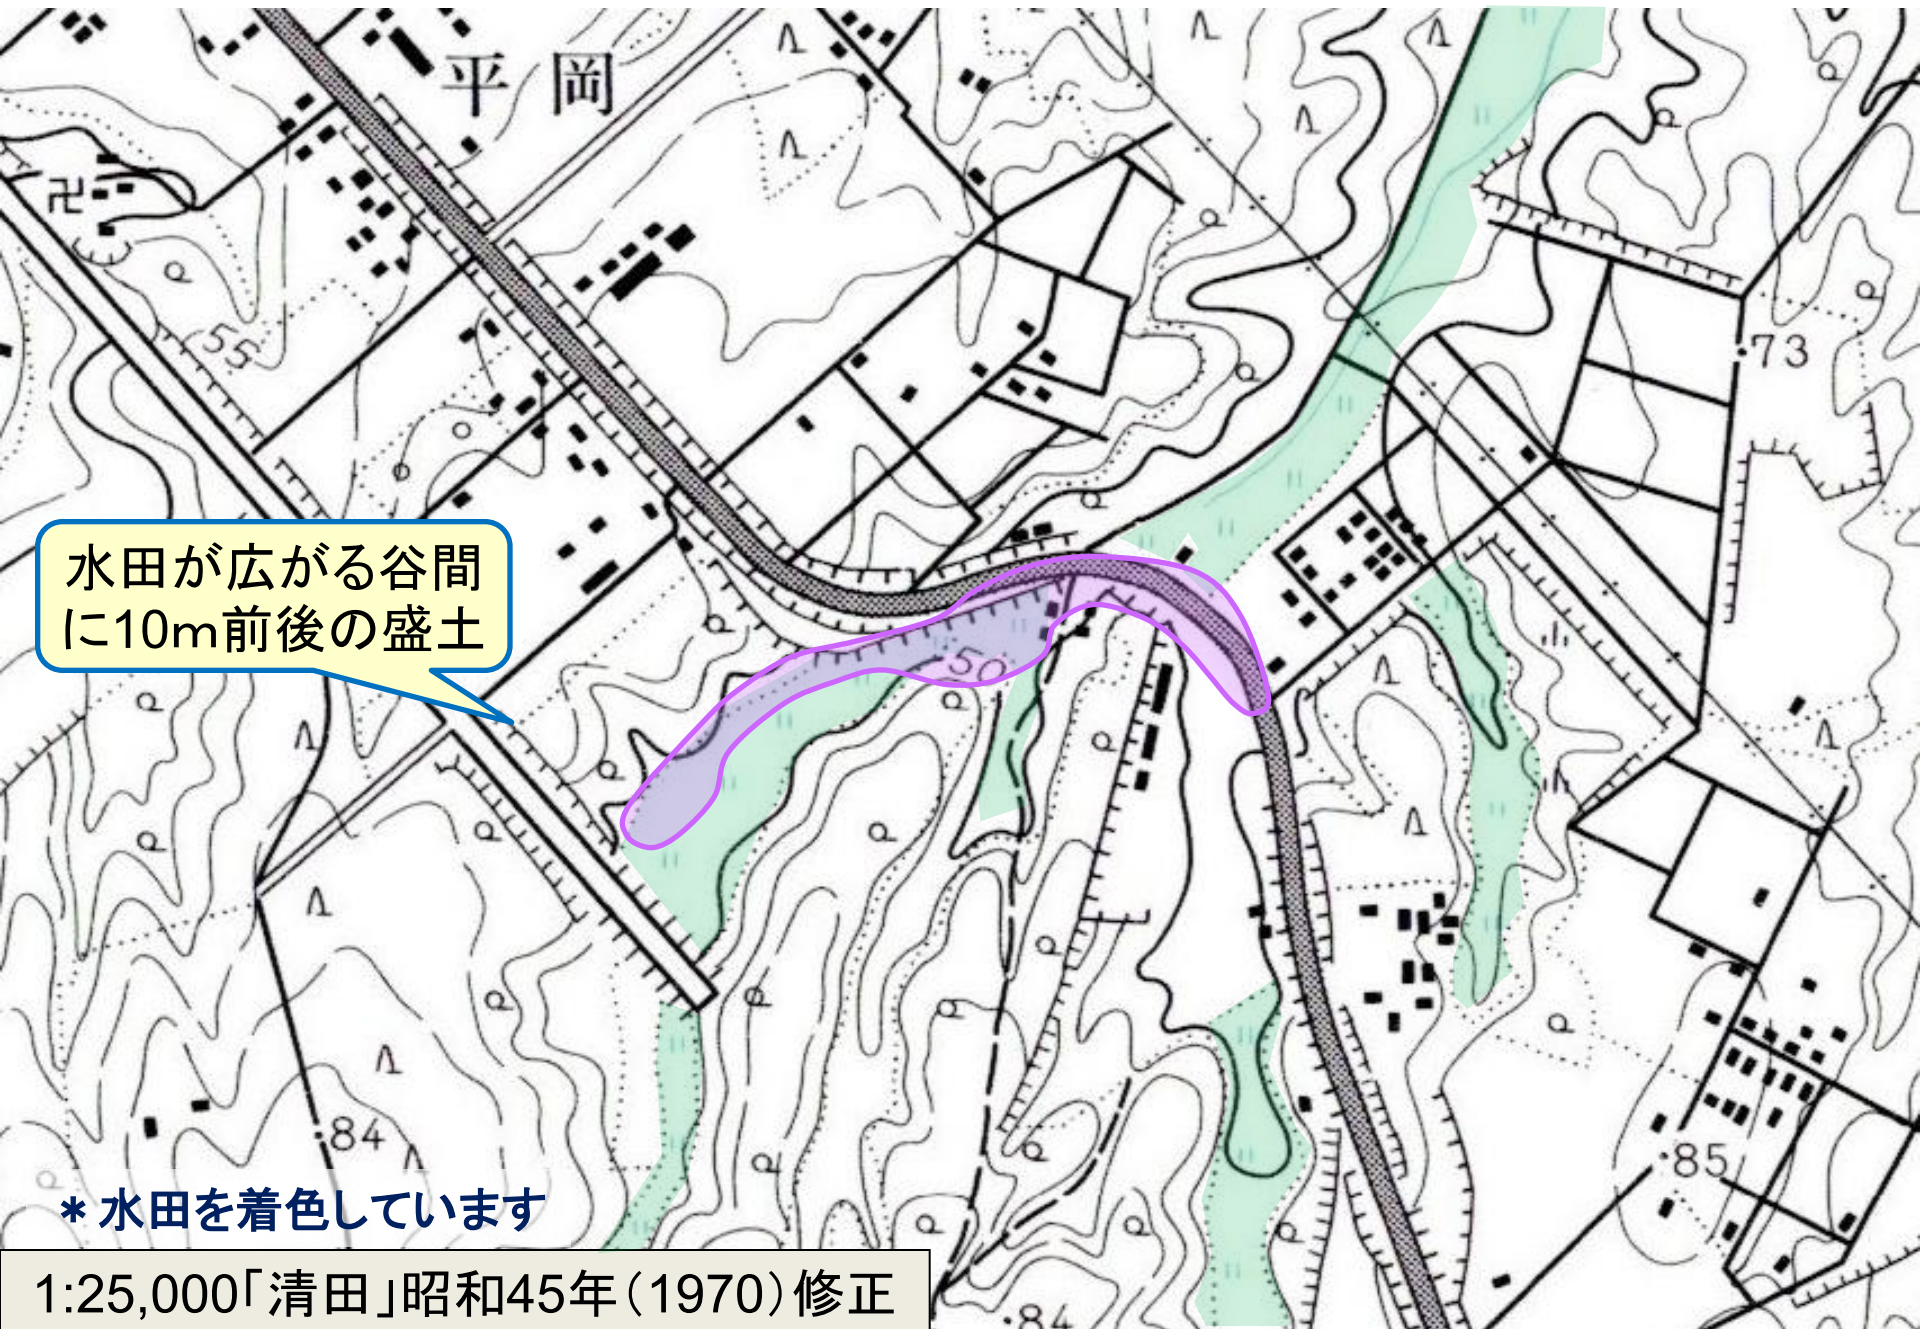 平岡
卍
55
73
水田が広がる谷間
に10ｍ前後の盛土
50
84
85
＊水田を着色しています
1:25,000「清田」昭和45年（1970）修正
84